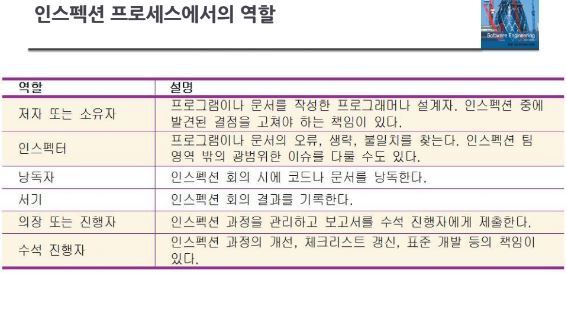 인스펙션 프로세스에서의 역할
Software Engineering
역할 설명
저자 또는 소유자 프로그램이나 문서를 작성한 프로그래머나 설계자. 인스펙션 중에
발견된 결점을 고쳐야 하는 책임이 있다.
인스펙터 프로그램이나 문서의 오류, 생략, 불일치를 찾는다. 인스펙션 팀
영역 밖의 광범위한 이슈를 다룰 수도 있다.
낭독자 인스펙션 회의 시에 코드나 문서를 낭독한다.
서기 인스펙션 회의 결과를 기록한다.
의장 또는 진행자 인스펙션 과정을 관리하고 보고서를 수석 진행자에게 제출한다.
수석 진행자 인스펙션 과정의 개선, 체크리스트 갱신, 표준 개발 등의 책임이
있다.